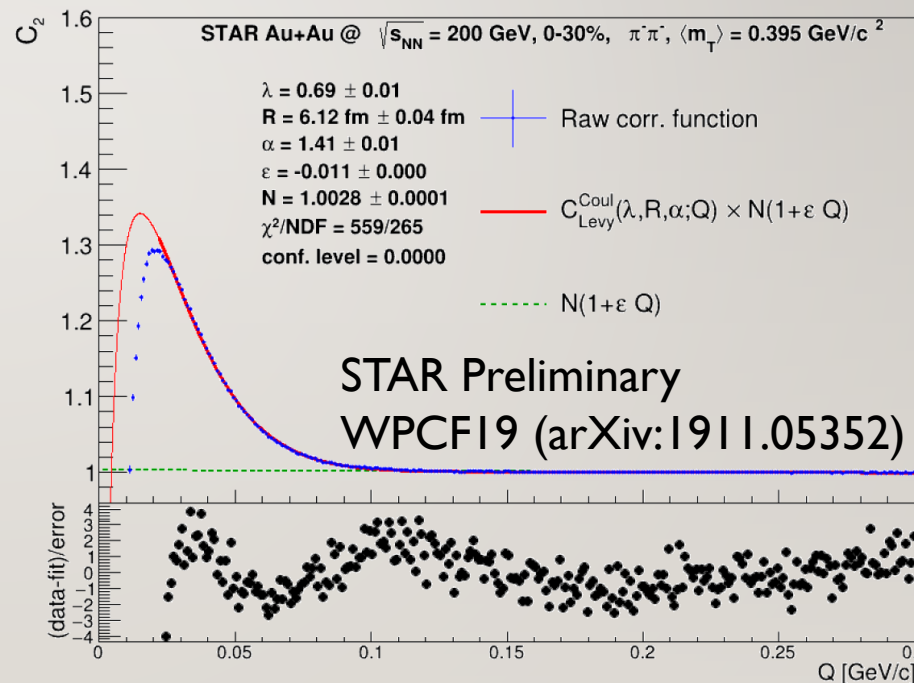 C₂
STAR Au+Au @ √s_NN = 200 GeV, 0-30%, π⁻π⁻, ⟨m_T⟩ = 0.395 GeV/c²
λ = 0.69 ± 0.01
R = 6.12 fm ± 0.04 fm
α = 1.41 ± 0.01
ε = -0.011 ± 0.000
N = 1.0028 ± 0.0001
χ²/NDF = 559/265
conf. level = 0.0000
Raw corr. function
C_Levy^Coul(λ,R,α;Q) × N(1+ε Q)
N(1+ε Q)
STAR Preliminary
WPCF19 (arXiv:1911.05352)
1.6
1.5
1.4
1.3
1.2
1.1
1
(data-fit)/error
4
3
2
1
0
−1
−2
−3
−4
0 0.05 0.1 0.15 0.2 0.25
Q [GeV/c]